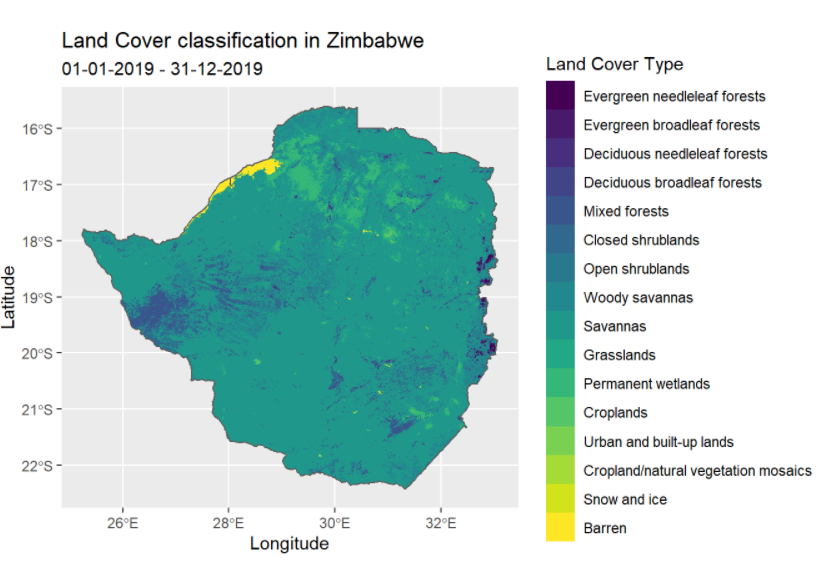 Land Cover classification in Zimbabwe
01-01-2019 - 31-12-2019
Latitude
16°S
17°S
18°S
19°S
20°S
21°S
22°S
26°E
28°E
30°E
32°E
Longitude
Land Cover Type
Evergreen needleleaf forests
Evergreen broadleaf forests
Deciduous needleleaf forests
Deciduous broadleaf forests
Mixed forests
Closed shrublands
Open shrublands
Woody savannas
Savannas
Grasslands
Permanent wetlands
Croplands
Urban and built-up lands
Cropland/natural vegetation mosaics
Snow and ice
Barren